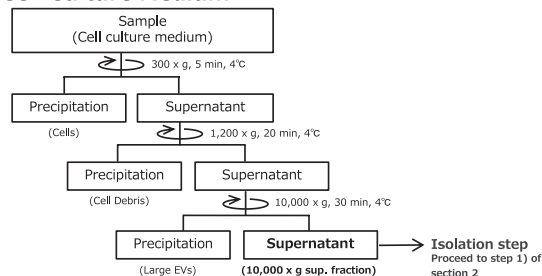 Sample
(Cell culture medium)
300 x g, 5 min, 4℃
Precipitation
Supernatant
(Cells)
1,200 x g, 20 min, 4℃
Precipitation
Supernatant
(Cell Debris)
10,000 x g, 30 min, 4℃
Precipitation
Supernatant
Isolation step
Proceed to step 1) of
section 2
(Large EVs)
(10,000 x g sup. fraction)